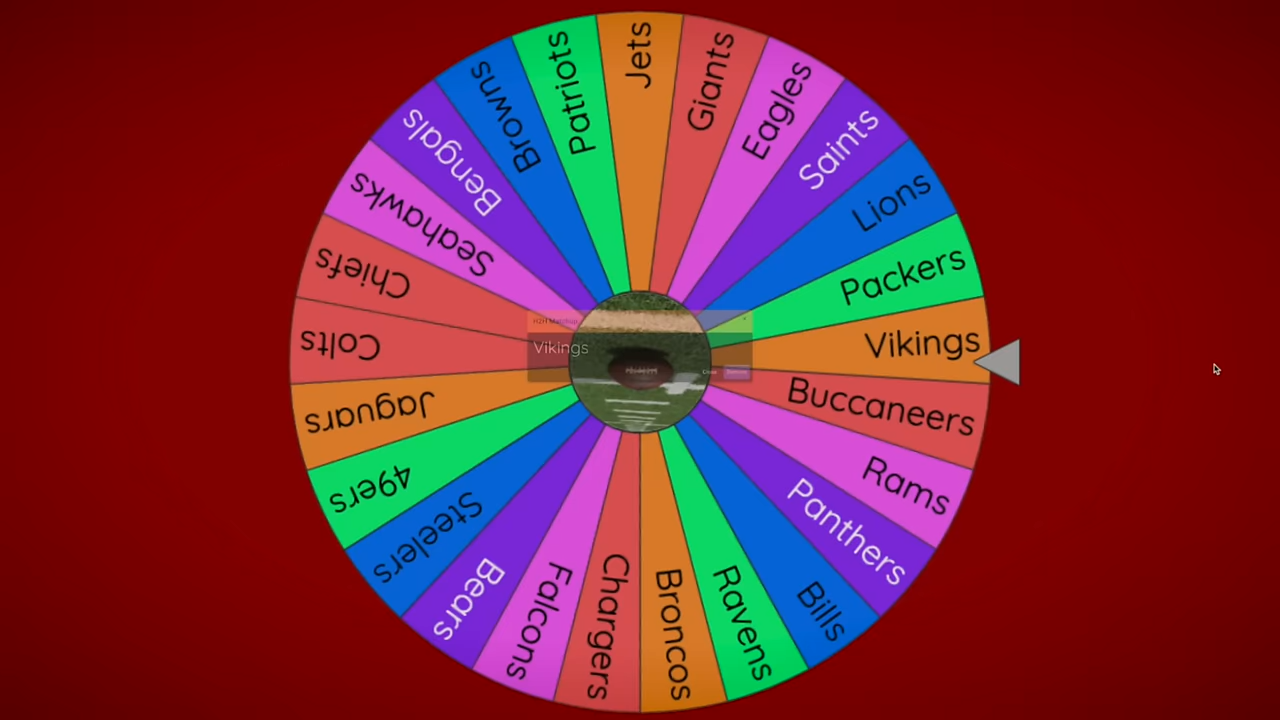 Jets
Giants
Eagles
Saints
Lions
Packers
Vikings
Buccaneers
Rams
Panthers
Bills
Ravens
Broncos
Chargers
Falcons
Bears
Steelers
49ers
Jaguars
Colts
Chiefs
Seahawks
Bengals
Browns
Patriots
Vikings
Close